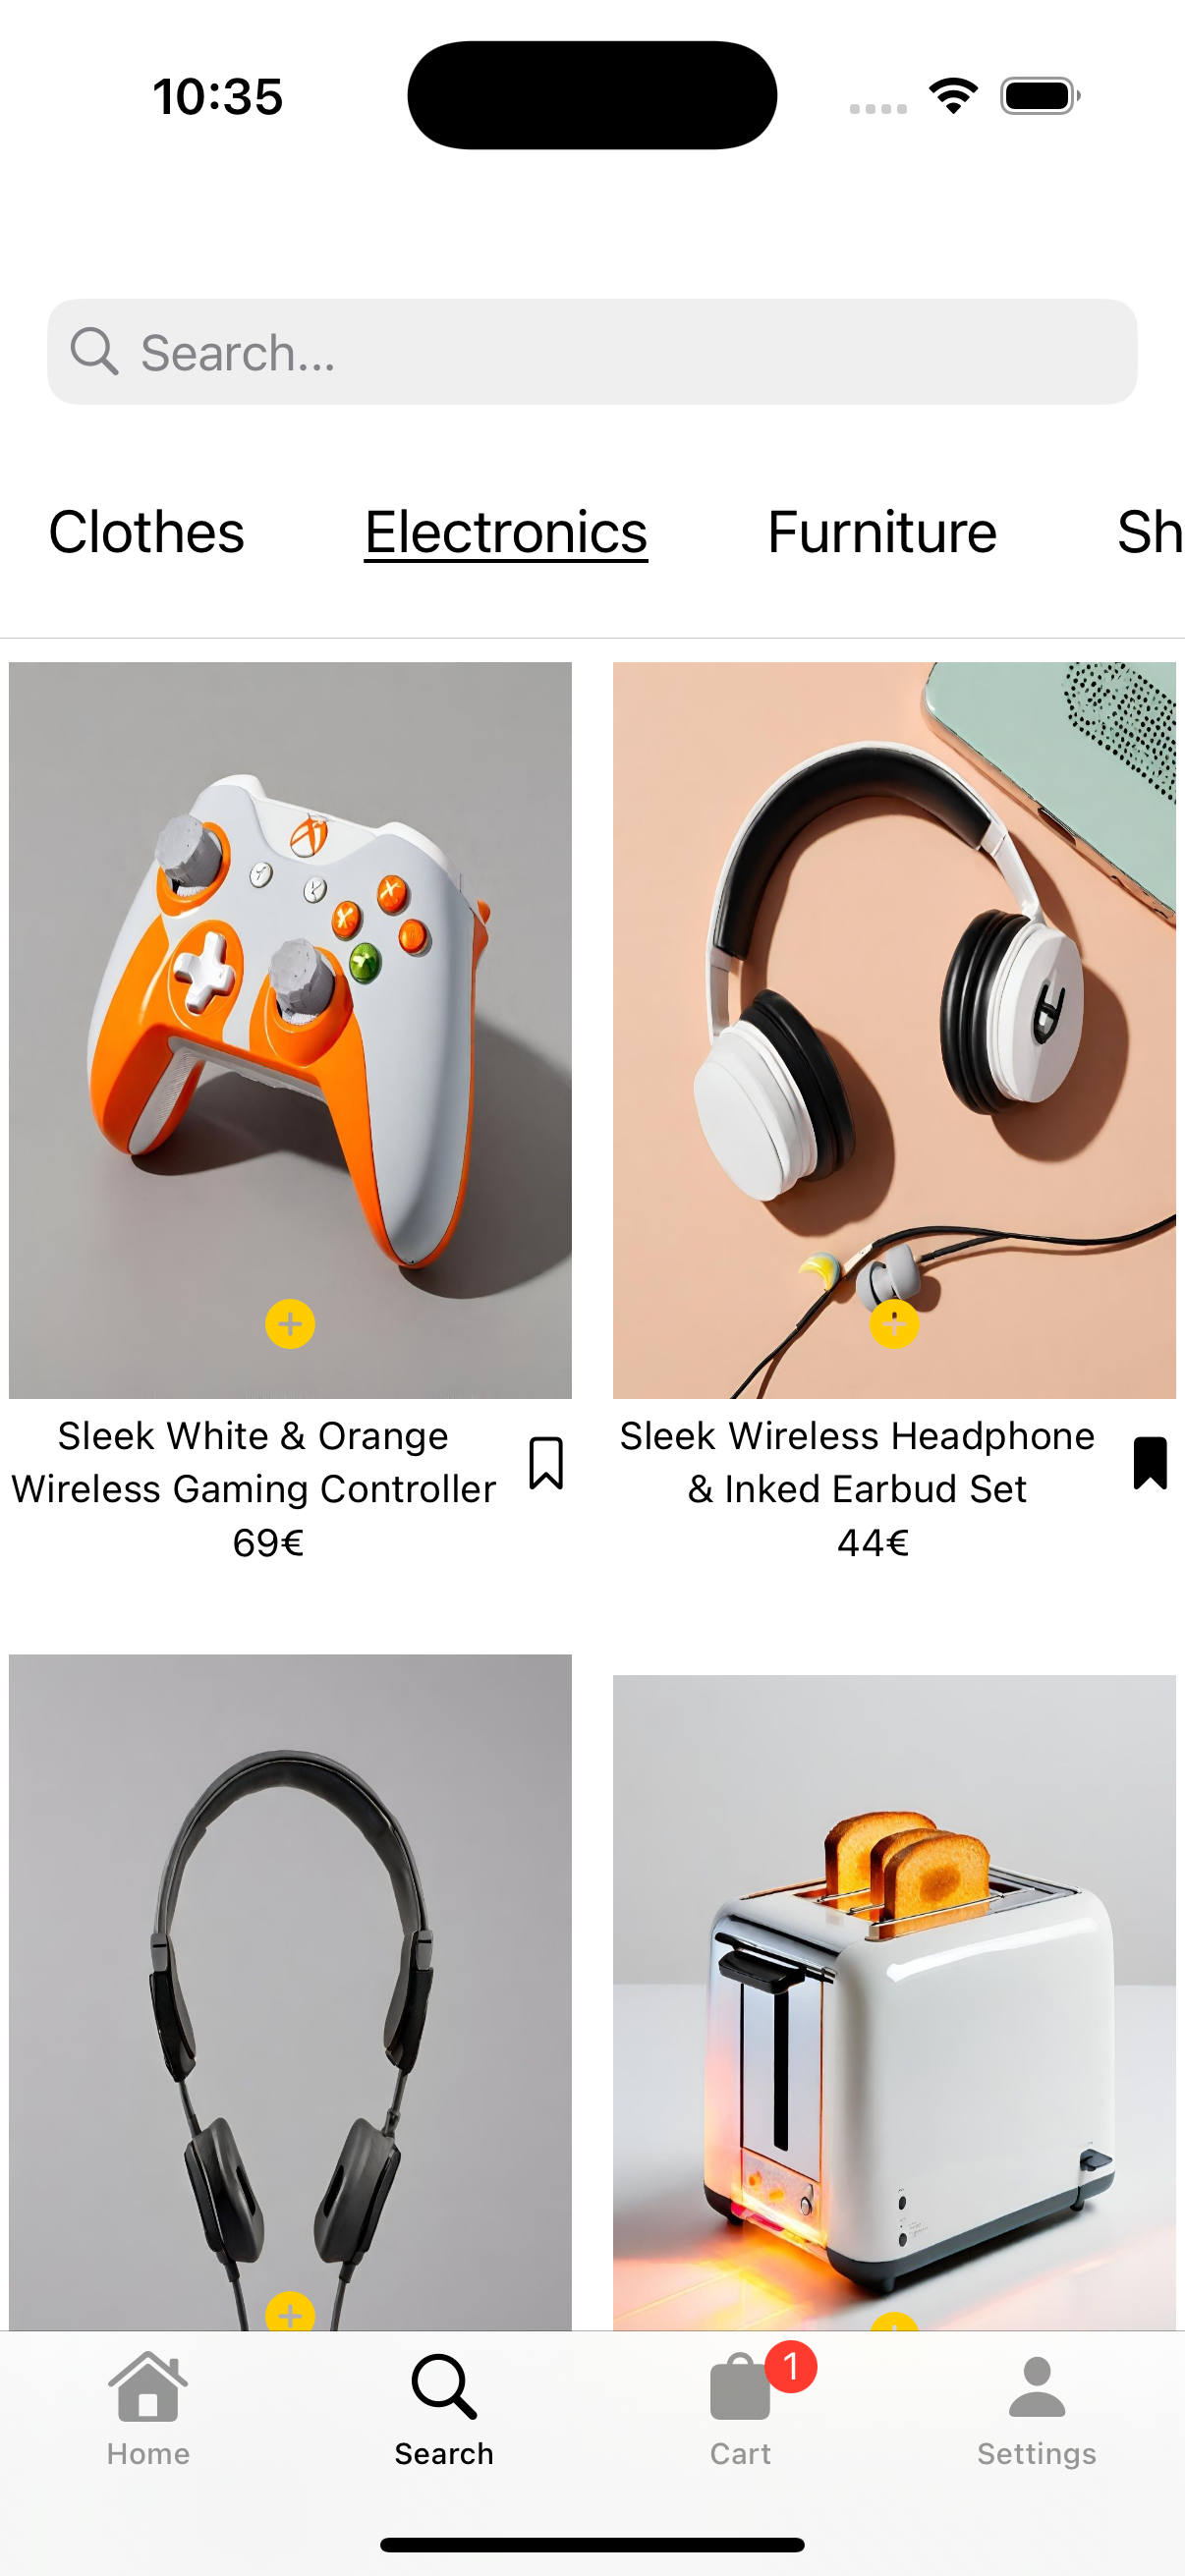 10:35
Search...
Clothes Electronics Furniture Sh
Sleek White & Orange
Wireless Gaming Controller
69€
Sleek Wireless Headphone
& Inked Earbud Set
44€
1
Home Search Cart Settings